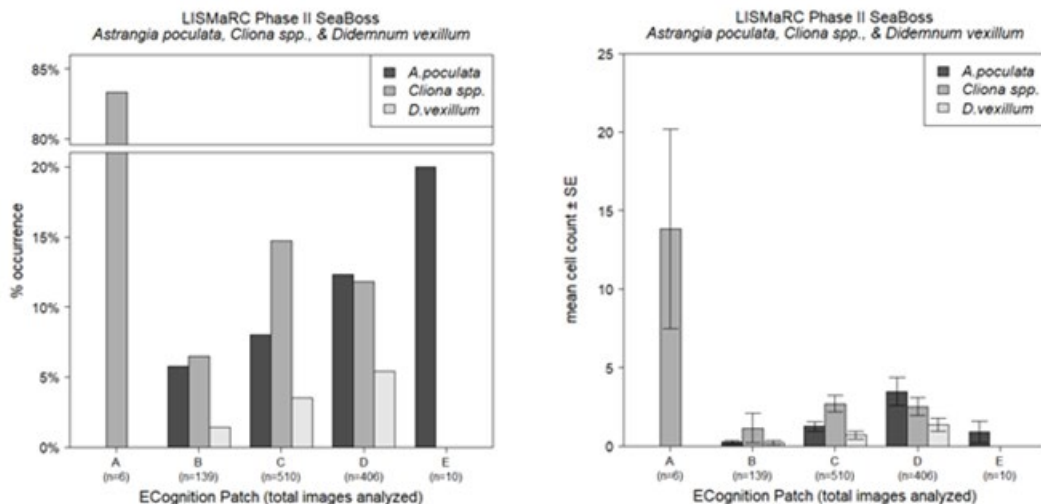 LISMaRC Phase II SeaBoss
Astrangia poculata, Cliona spp., & Didemnum vexillum
85%
80%
20%
15%
10%
5%
0%
% occurrence
A.poculata
Cliona spp.
D.vexillum
A
(n=6)
B
(n=139)
C
(n=510)
D
(n=406)
E
(n=10)
ECognition Patch (total images analyzed)
LISMaRC Phase II SeaBoss
Astrangia poculata, Cliona spp., & Didemnum vexillum
25
20
15
10
5
0
mean cell count ± SE
A.poculata
Cliona spp.
D.vexillum
A
(n=6)
B
(n=139)
C
(n=510)
D
(n=406)
E
(n=10)
ECognition Patch (total images analyzed)